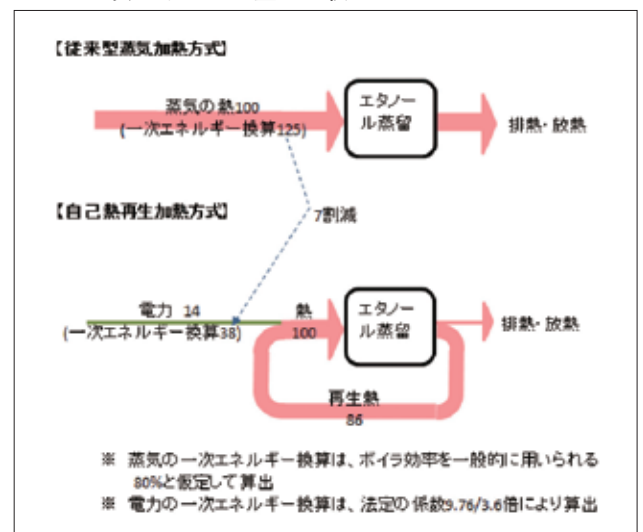 【従来型蒸気加熱方式】
蒸気の熱100
(一次エネルギー換算125)
エタノー
ル蒸留
排熱・放熱
【自己熱再生加熱方式】
7割減
電力 14
(一次エネルギー換算38)
熱
100
エタノー
ル蒸留
排熱・放熱
再生熱
86
※ 蒸気の一次エネルギー換算は、ボイラ効率を一般的に用いられる
80%と仮定して算出
※ 電力の一次エネルギー換算は、法定の係数9.76/3.6倍により算出